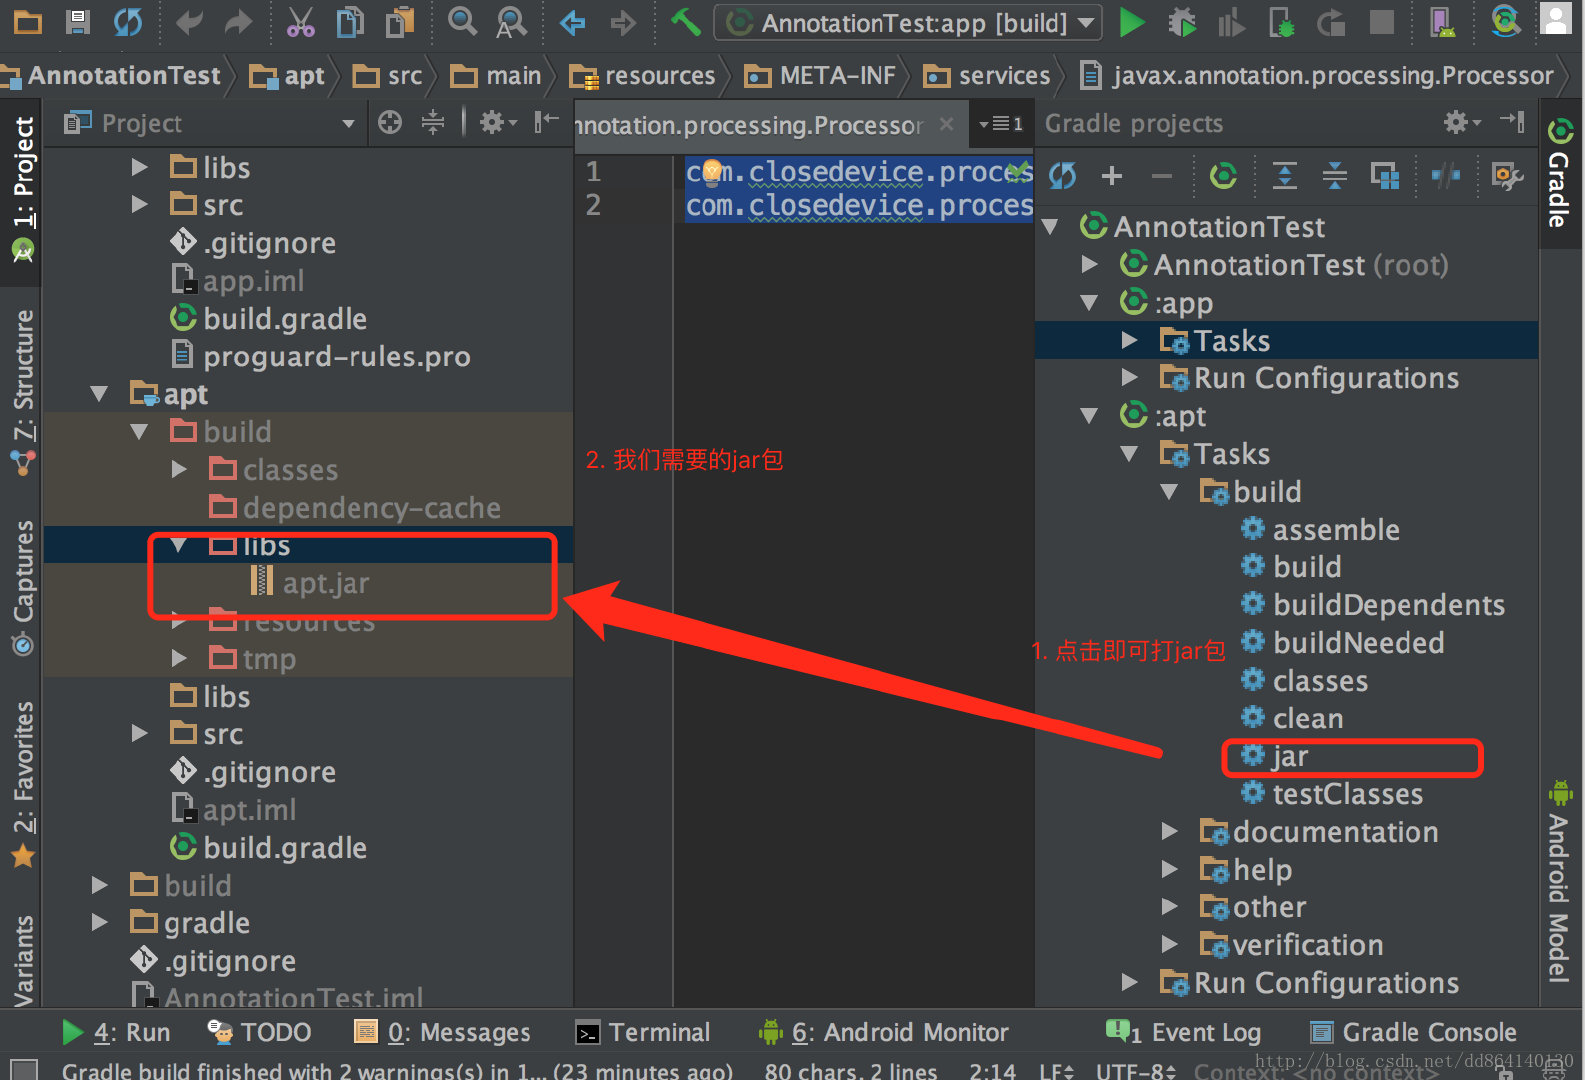 AnnotationTest:app [build]
AnnotationTest apt src main resources META-INF services javax.annotation.processing.Processor
1: Project
7: Structure
Captures
2: Favorites
Variants
Project
libs
src
.gitignore
app.iml
build.gradle
proguard-rules.pro
apt
build
classes
dependency-cache
libs
apt.jar
resources
tmp
libs
src
.gitignore
apt.iml
build.gradle
build
gradle
.gitignore
AnnotationTest.iml
nnotation.processing.Processor
1
1 com.closedevice.proces
2 com.closedevice.proces
2. 我们需要的jar包
1. 点击即可打jar包
Gradle projects
AnnotationTest
AnnotationTest (root)
:app
Tasks
Run Configurations
:apt
Tasks
build
assemble
build
buildDependents
buildNeeded
classes
clean
jar
testClasses
documentation
help
other
verification
Run Configurations
Gradle
Android Model
4: Run TODO 0: Messages Terminal 6: Android Monitor 1 Event Log Gradle Console
Gradle build finished with 2 warnings(s) in 1... (23 minutes ago) 80 chars, 2 lines 2:14 LF UTF-8 Context: <no context>
http://blog.csdn.net/dd864140130